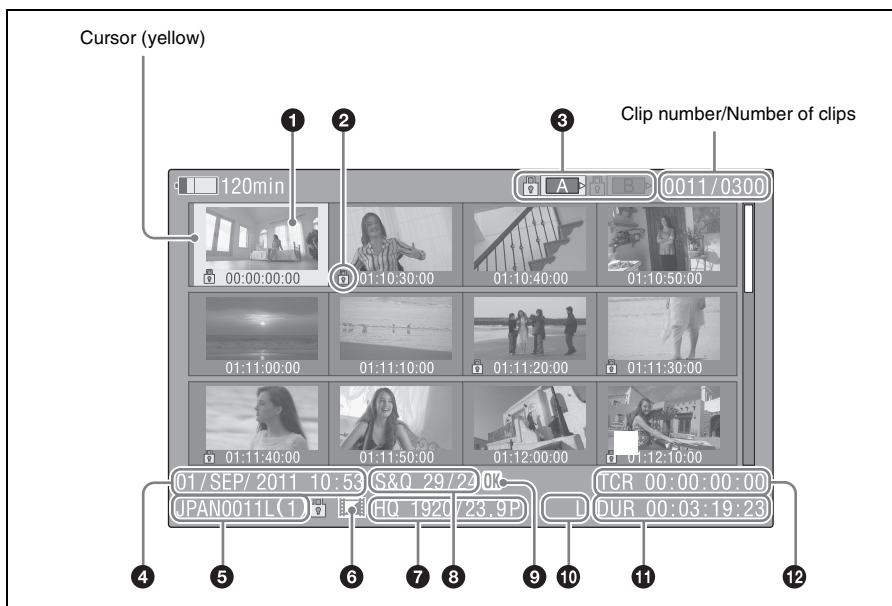 Cursor (yellow)
1 2 3 Clip number/Number of clips
120min A B 0011/0300
00:00:00:00 01:10:30:00 01:10:40:00 01:10:50:00
01:11:00:00 01:11:10:00 01:11:20:00 01:11:30:00
01:11:40:00 01:11:50:00 01:12:00:00 01:12:10:00
01/SEP/ 2011 10:53 S&Q 29/24 OK TCR 00:00:00:00
JPAN0011L(1) HQ 1920/23,9P L DUR 00:03:19:23
4 5 6 7 8 9 10 11 12